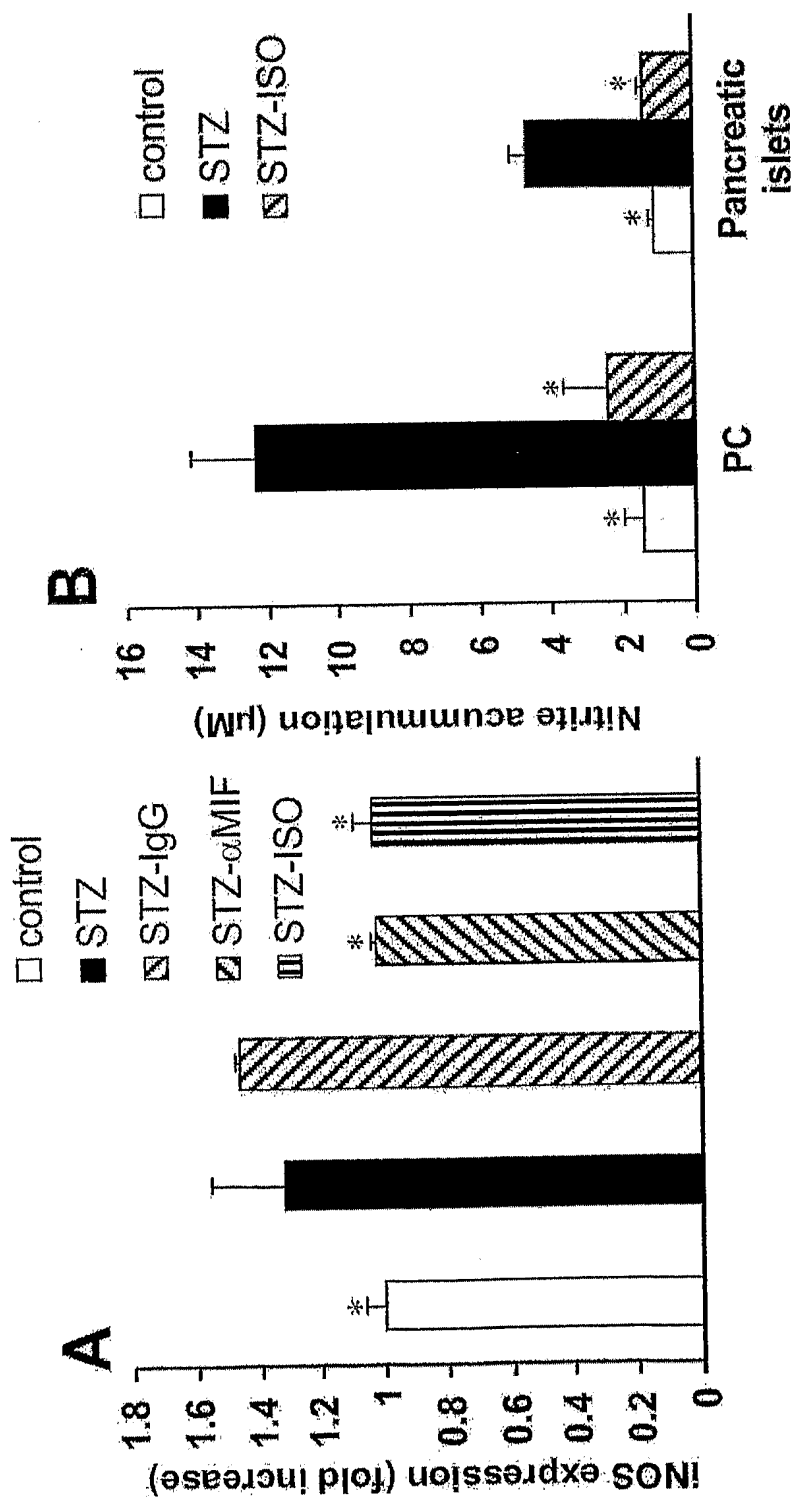 A
iNOS expression (fold increase)
1.8
1.6
1.4
1.2
1
0.8
0.6
0.4
0.2
0
control
STZ
STZ-IgG
STZ-αMIF
STZ-ISO
*
*
*
B
Nitrite acummulation (µM)
16
14
12
10
8
6
4
2
0
control
STZ
STZ-ISO
*
*
*
*
PC
Pancreatic
islets